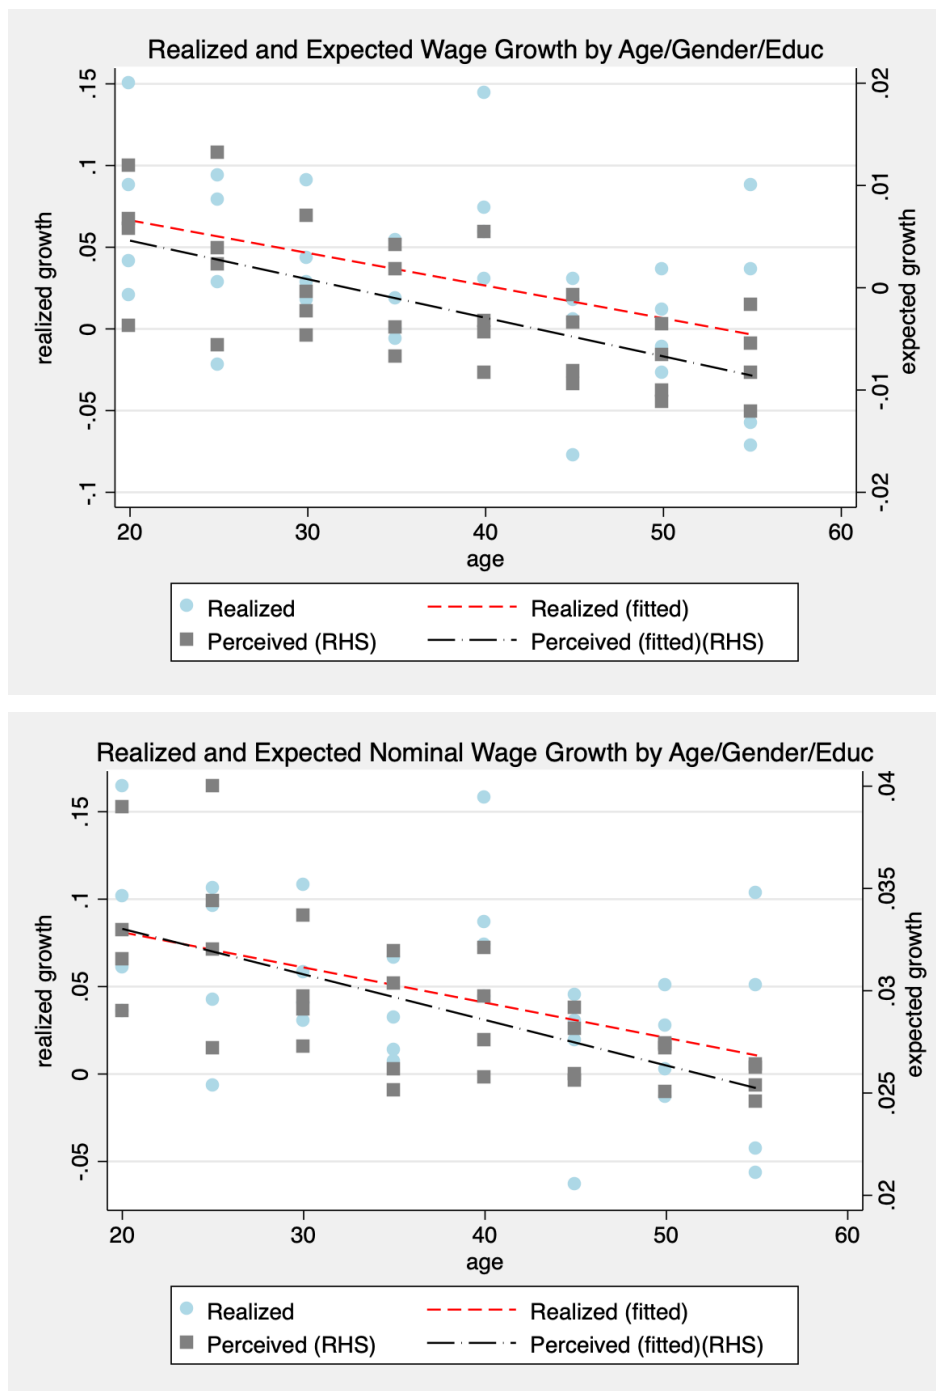 Realized and Expected Wage Growth by Age/Gender/Educ
realized growth
.15
.1
.05
0
-.05
-.1
.02
.01
0
-.01
-.02
expected growth
20 30 40 50 60
age
Realized Realized (fitted)
Perceived (RHS) Perceived (fitted)(RHS)
Realized and Expected Nominal Wage Growth by Age/Gender/Educ
realized growth
.15
.1
.05
0
-.05
.04
.035
.03
.025
.02
expected growth
20 30 40 50 60
age
Realized Realized (fitted)
Perceived (RHS) Perceived (fitted)(RHS)